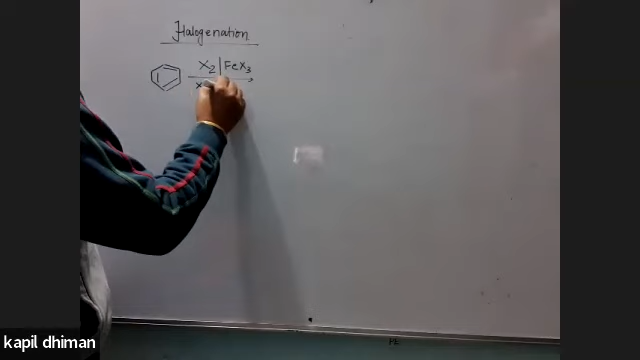 Halogenation
X₂ | FeX₃
X
kapil dhiman